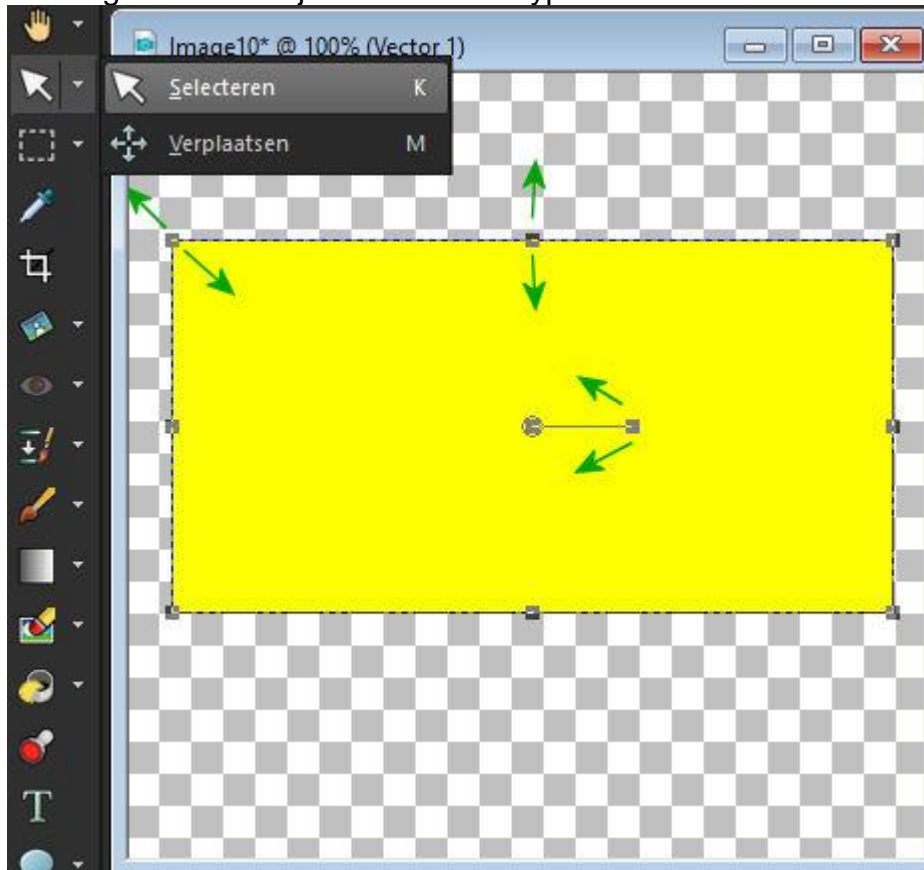 Image10* @ 100% (Vector 1)
Selecteren K
Verplaatsen M
T